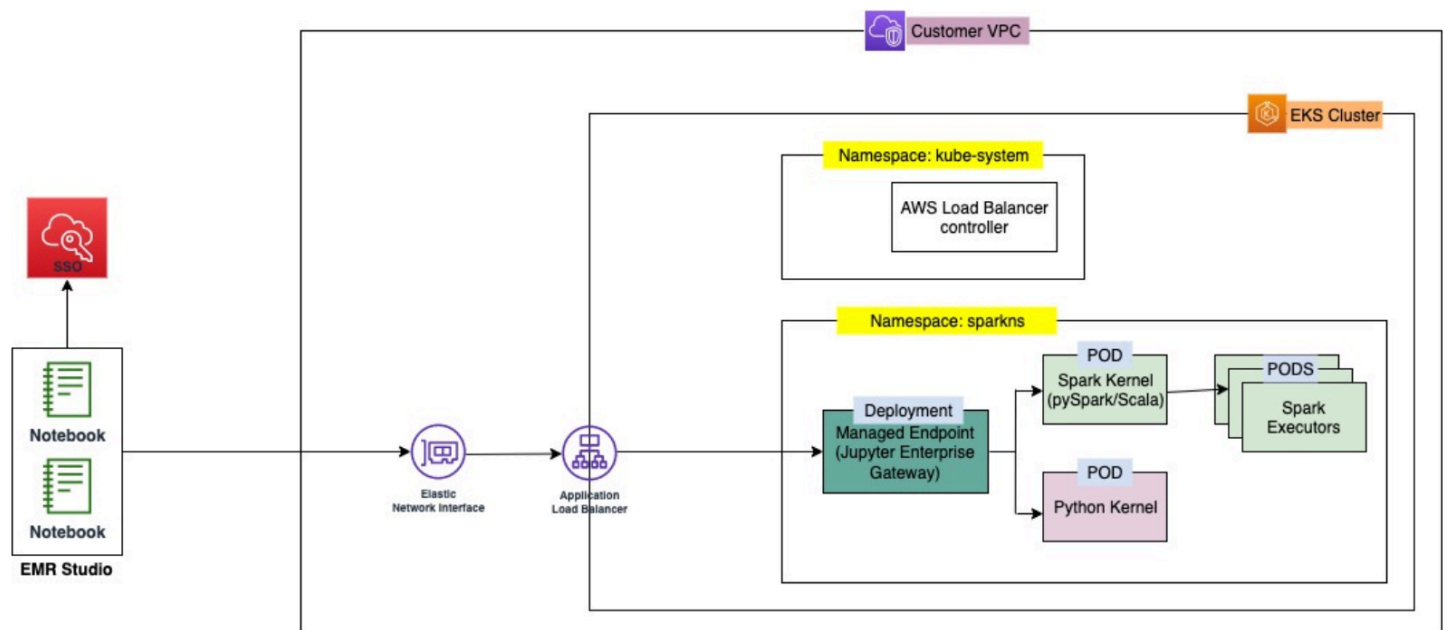 Customer VPC
EKS Cluster
Namespace: kube-system
AWS Load Balancer
controller
SSO
Namespace: sparkns
POD
Spark Kernel
(pySpark/Scala)
PODS
Spark
Executors
Deployment
Managed Endpoint
(Jupyter Enterprise
Gateway)
POD
Python Kernel
Notebook
Notebook
EMR Studio
Elastic
Network Interface
Application
Load Balancer